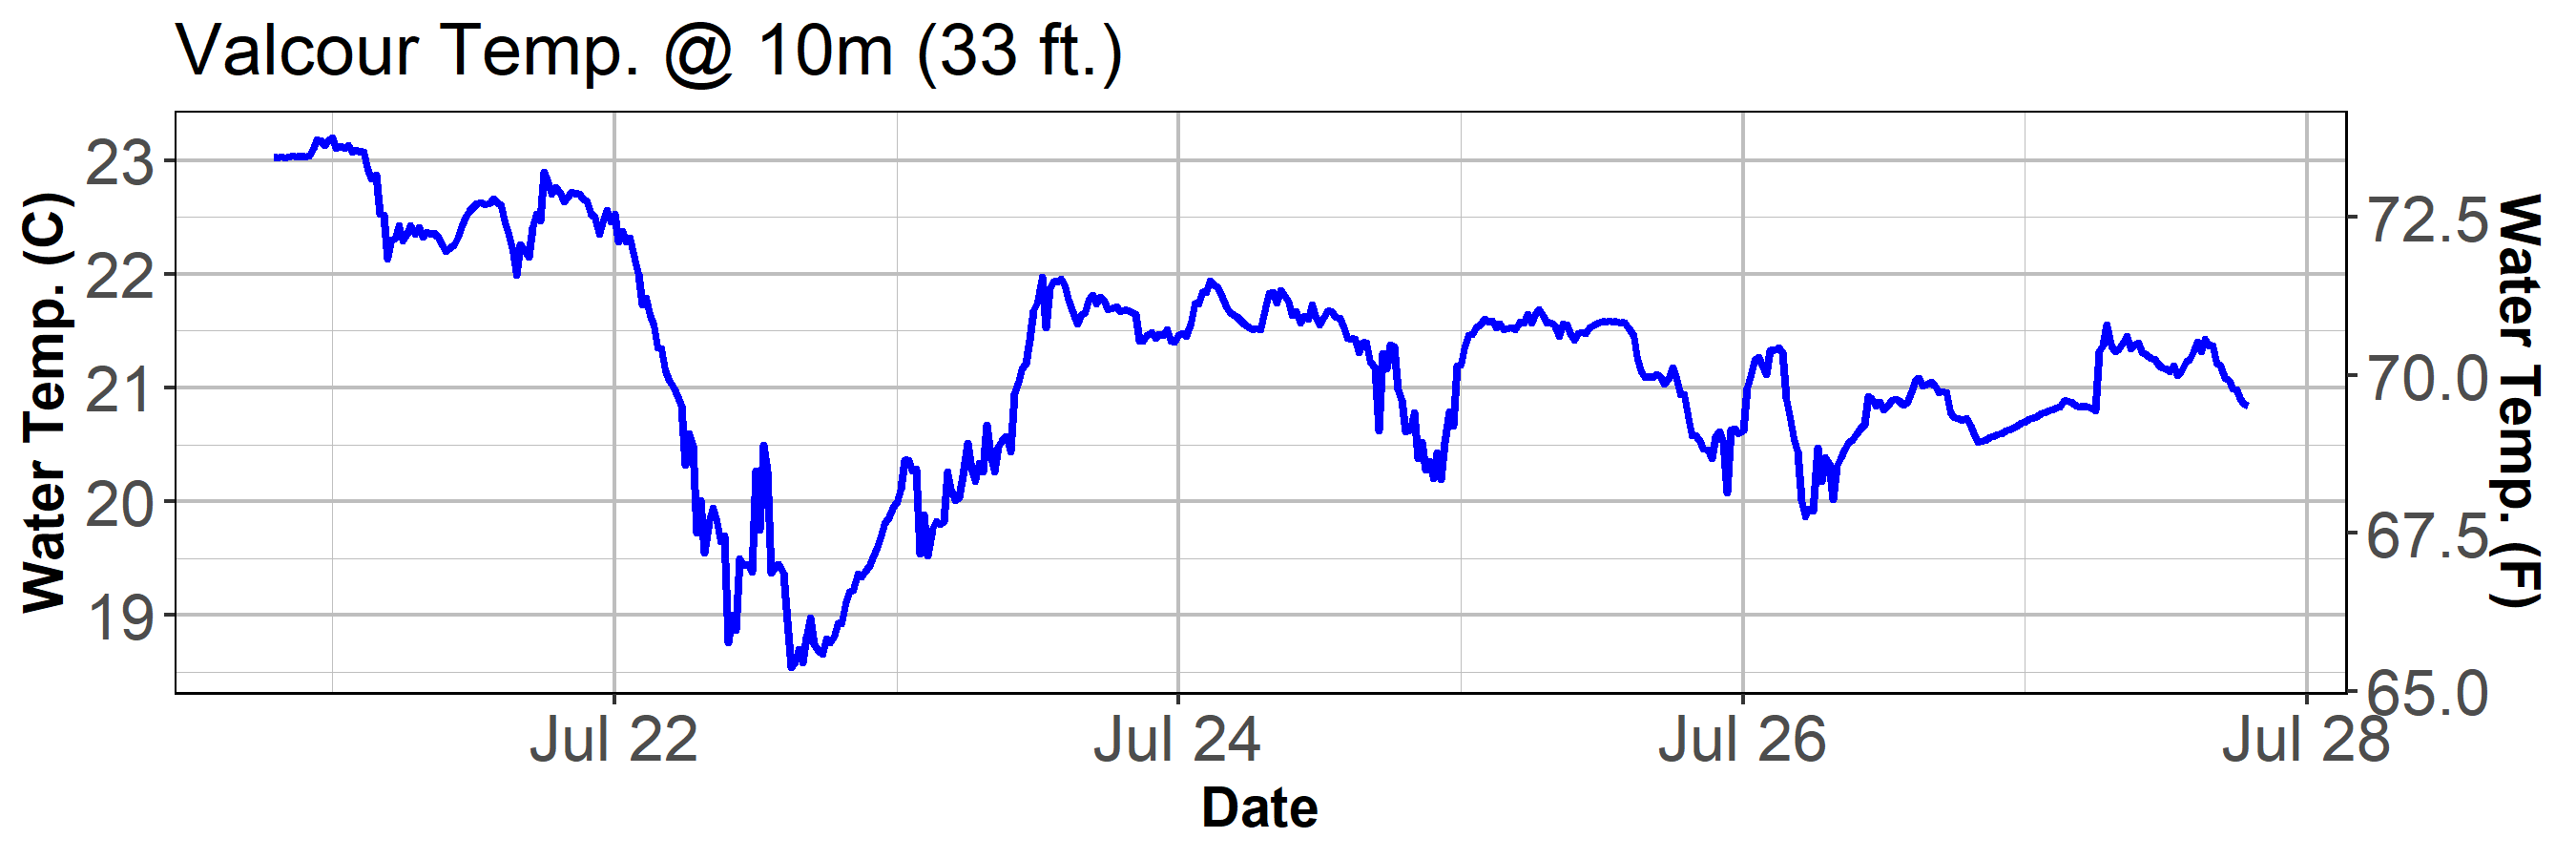 Valcour Temp. @ 10m (33 ft.)
Water Temp. (C)
23
22
21
20
19
72.5
70.0
67.5
65.0
Water Temp. (F)
Jul 22 Jul 24 Jul 26 Jul 28
Date